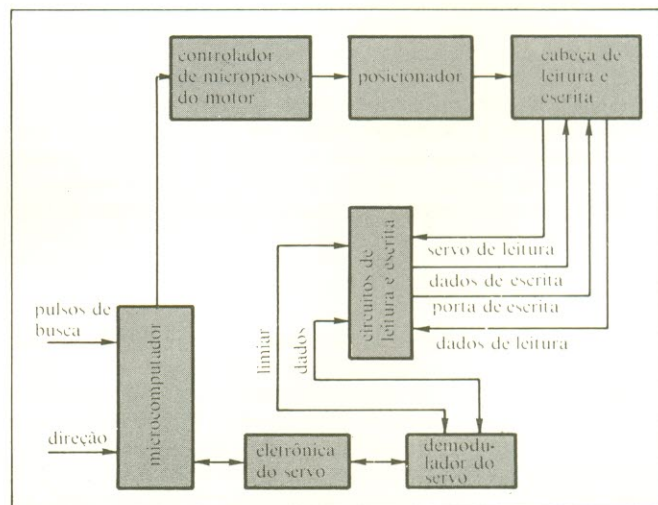 controlador
de micropassos
do motor
posicionador
cabeça de
leitura e
escrita
circuitos de
leitura e escrita
servo de leitura
dados de escrita
porta de escrita
dados de leitura
limiar
dados
pulsos de
busca
direção
microcomputador
eletrônica
do servo
demodu-
lador do
servo